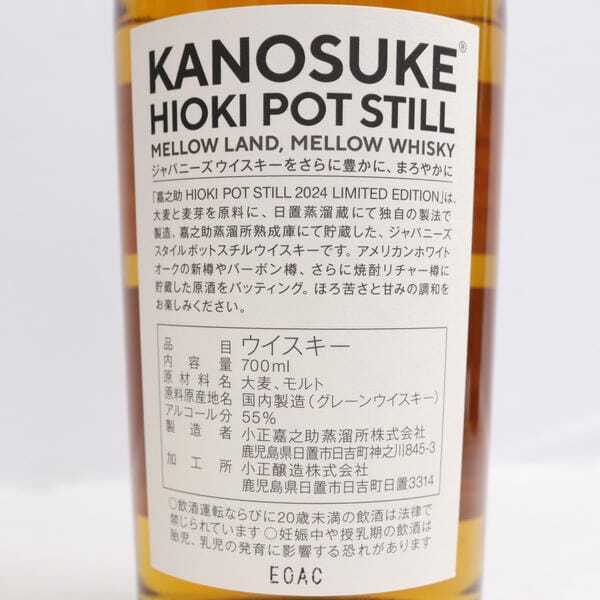 KANOSUKE®
HIOKI POT STILL
MELLOW LAND, MELLOW WHISKY
ジャパニーズウイスキーをさらに豊かに、まろやかに
「嘉之助 HIOKI POT STILL 2024 LIMITED EDITION」は、
大麦と麦芽を原料に、日置蒸溜蔵にて独自の製法で
製造、嘉之助蒸溜所熟成庫にて貯蔵した、ジャパニーズ
スタイルポットスチルウイスキーです。アメリカンホワイト
オークの新樽やバーボン樽、さらに焼酎リチャー樽に
貯蔵した原酒をバッティング。ほろ苦さと甘みの調和を
お楽しみください。
品目 ウイスキー
内容量 700ml
原材料名 大麦、モルト
原料原産地名 国内製造(グレーンウイスキー)
アルコール分 55%
製造者 小正嘉之助蒸溜所株式会社
鹿児島県日置市日吉町神之川845-3
加工所 小正醸造株式会社
鹿児島県日置市日吉町日置3314
○飲酒運転ならびに20歳未満の飲酒は法律で
禁じられています ○妊娠中や授乳期の飲酒は
胎児、乳児の発育に影響する恐れがあります
EOAC